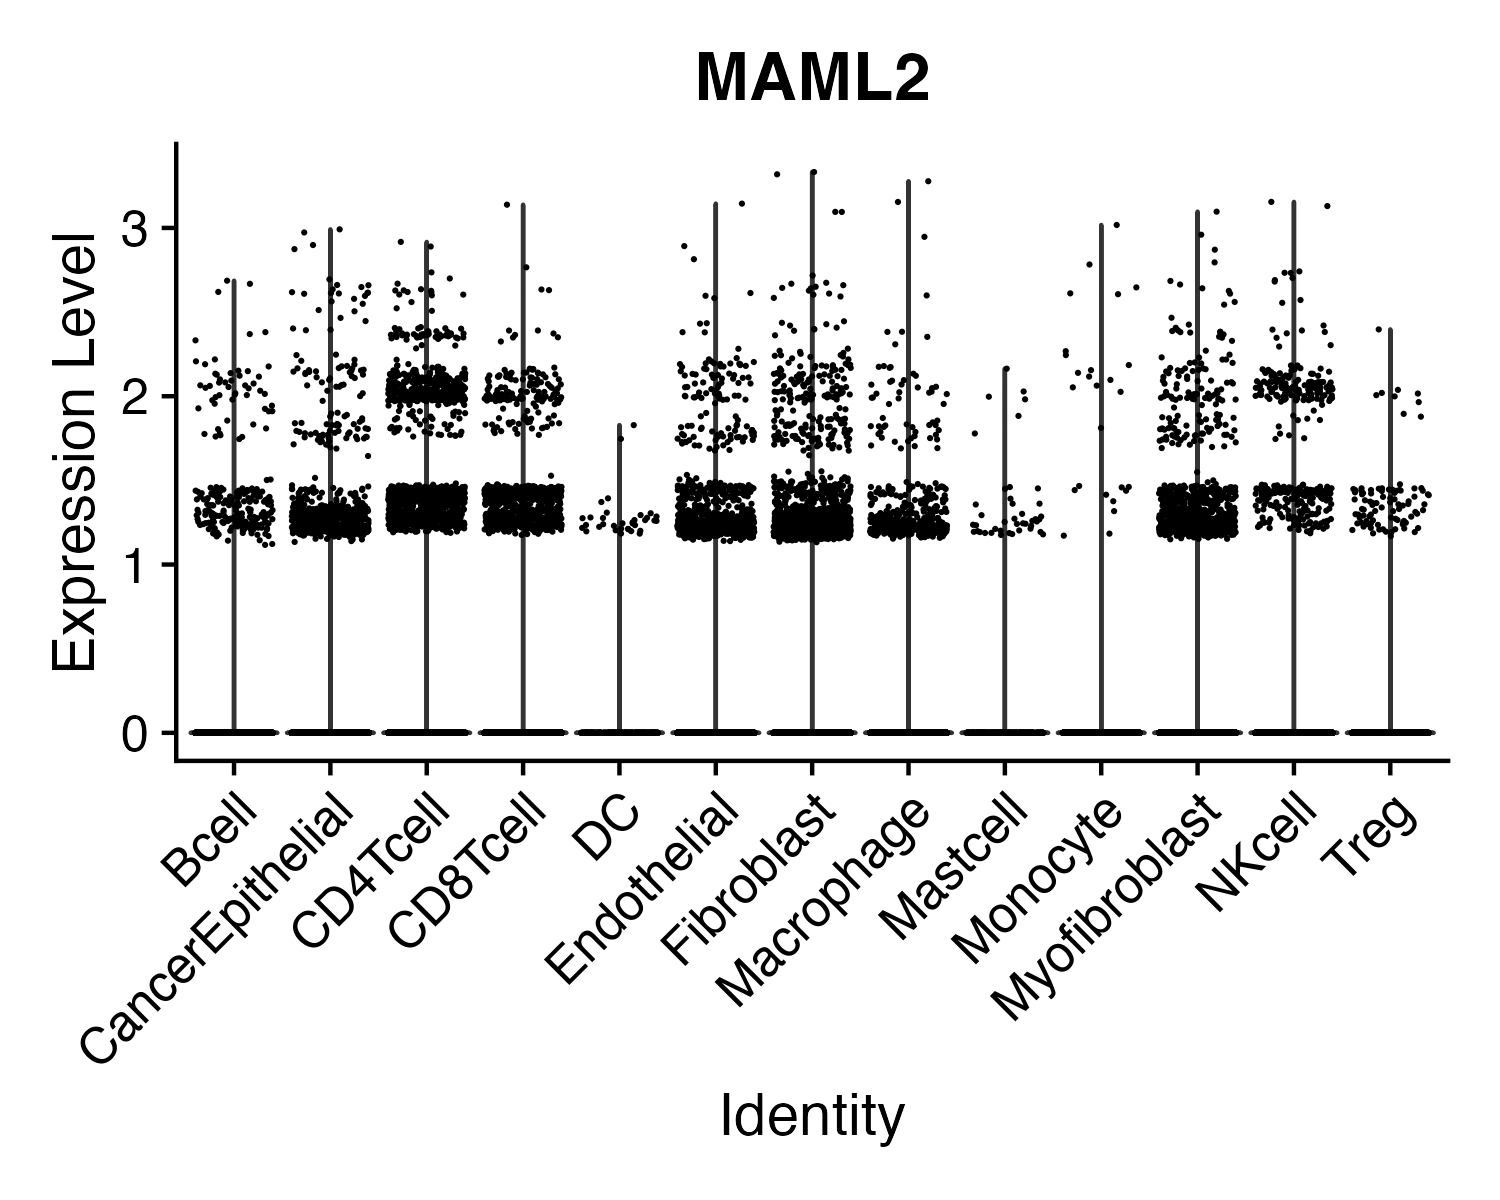 MAML2
Expression Level
3
2
1
0
Bcell
CancerEpithelial
CD4Tcell
CD8Tcell
DC
Endothelial
Fibroblast
Macrophage
Mastcell
Monocyte
Myofibroblast
NKcell
Treg
Identity